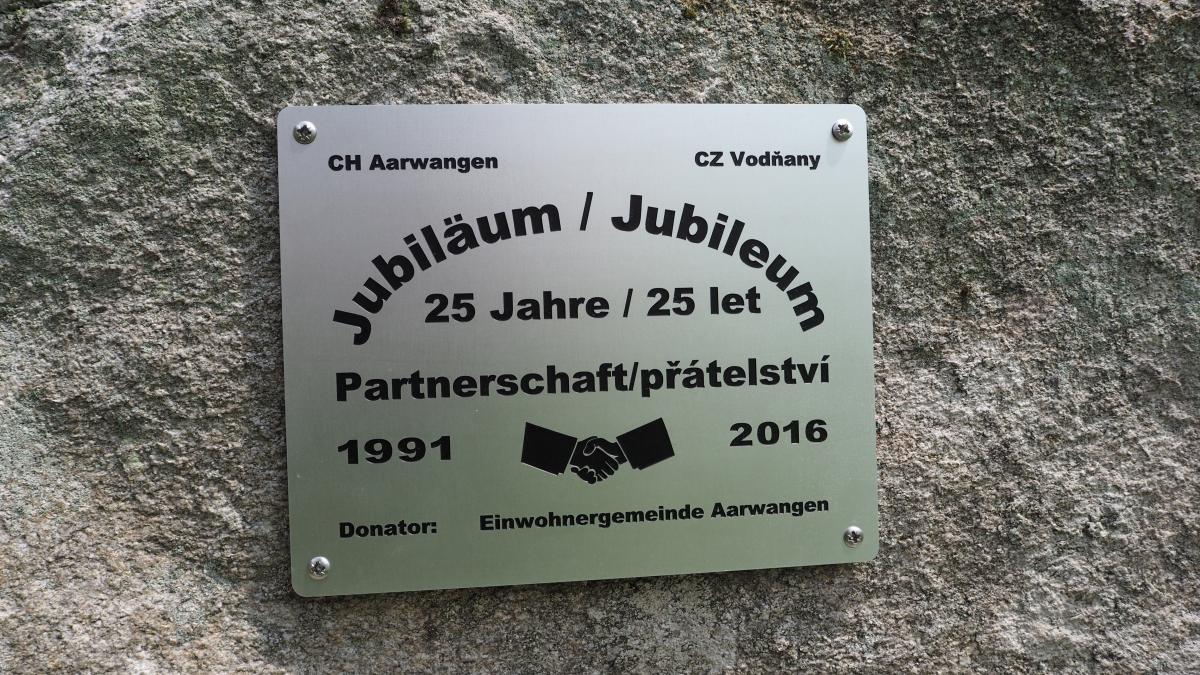 CH Aarwangen CZ Vodňany
Jubiläum / Jubileum
25 Jahre / 25 let
Partnerschaft/přátelství
1991 2016
Donator: Einwohnergemeinde Aarwangen